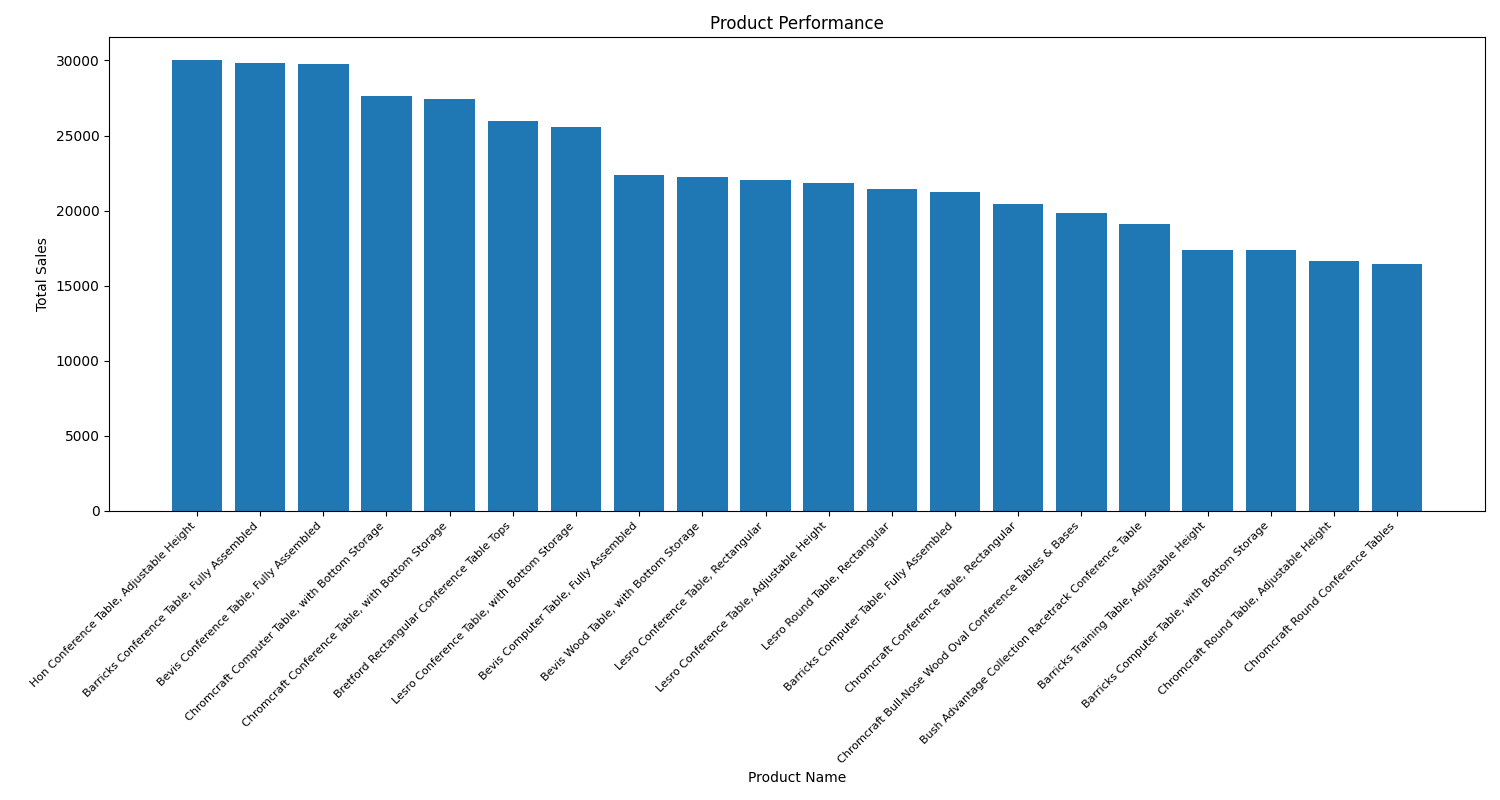 Product Performance
30000
25000
20000
15000
10000
5000
0
Total Sales
Hon Conference Table, Adjustable Height
Barricks Conference Table, Fully Assembled
Bevis Conference Table, Fully Assembled
Chromcraft Computer Table, with Bottom Storage
Chromcraft Conference Table, with Bottom Storage
Bretford Rectangular Conference Table Tops
Lesro Conference Table, with Bottom Storage
Bevis Computer Table, Fully Assembled
Bevis Wood Table, with Bottom Storage
Lesro Conference Table, Rectangular
Lesro Conference Table, Adjustable Height
Lesro Round Table, Rectangular
Barricks Computer Table, Fully Assembled
Chromcraft Conference Table, Rectangular
Chromcraft Bull-Nose Wood Oval Conference Tables & Bases
Bush Advantage Collection Racetrack Conference Table
Barricks Training Table, Adjustable Height
Barricks Computer Table, with Bottom Storage
Chromcraft Round Table, Adjustable Height
Chromcraft Round Conference Tables
Product Name